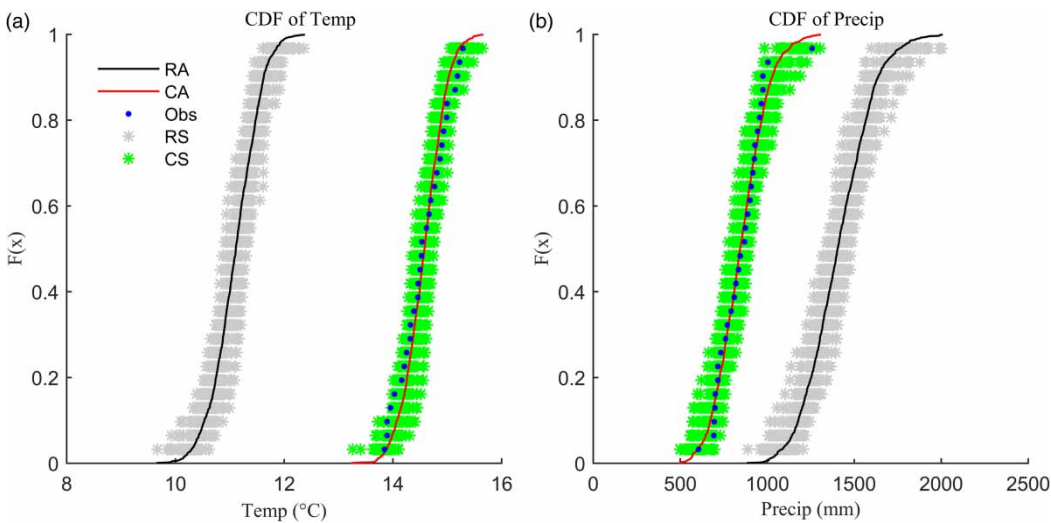 (a)
CDF of Temp
1
0.8
0.6
0.4
0.2
0
F(x)
RA
CA
Obs
RS
CS
8
10
12
14
16
Temp (°C)
(b)
CDF of Precip
1
0.8
0.6
0.4
0.2
0
F(x)
0
500
1000
1500
2000
2500
Precip (mm)